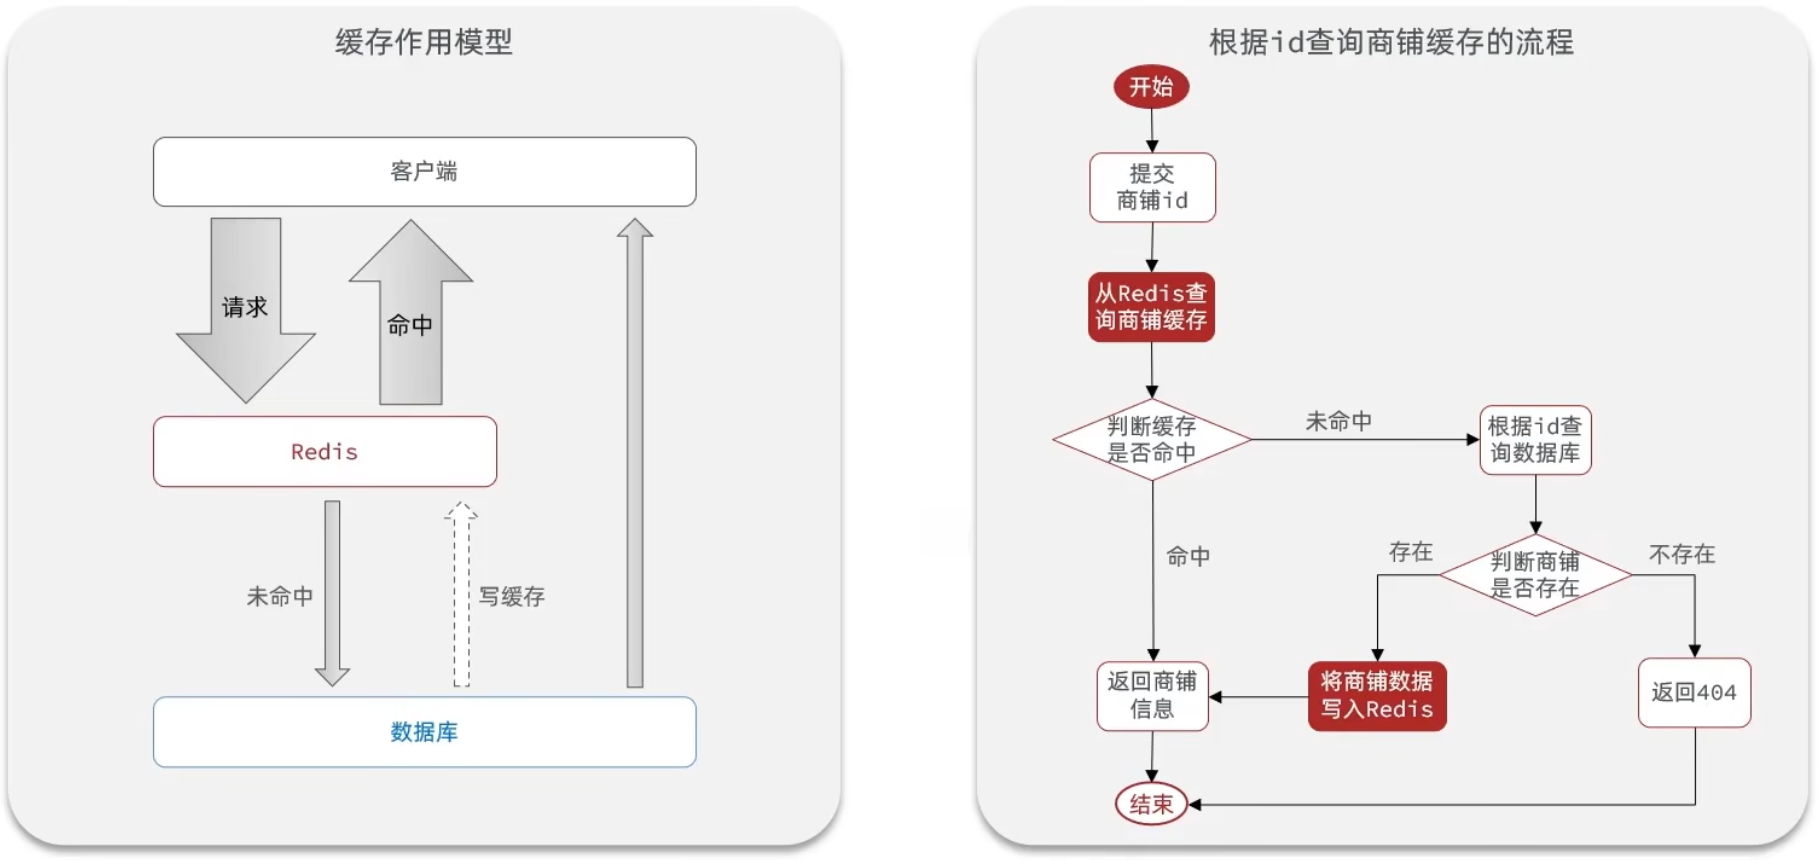 缓存作用模型
客户端
请求
命中
Redis
未命中
写缓存
数据库
根据id查询商铺缓存的流程
开始
提交
商铺id
从Redis查
询商铺缓存
判断缓存
是否命中
未命中
根据id查
询数据库
命中
存在
判断商铺
是否存在
不存在
返回商铺
信息
将商铺数据
写入Redis
返回404
结束